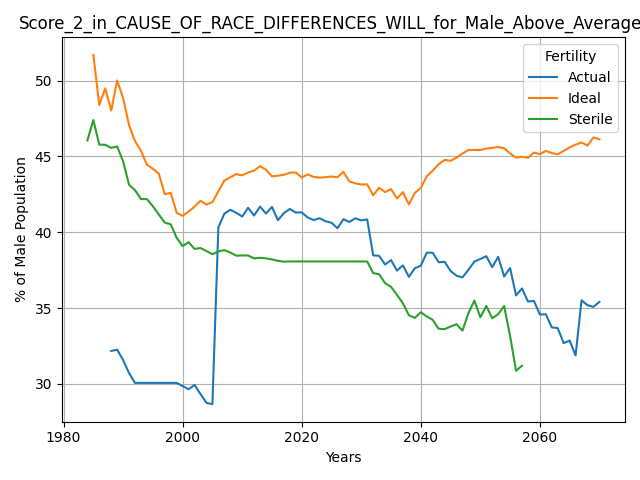 Score_2_in_CAUSE_OF_RACE_DIFFERENCES_WILL_for_Male_Above_Average
Fertility
Actual
Ideal
Sterile
% of Male Population
50
45
40
35
30
1980
2000
2020
2040
2060
Years